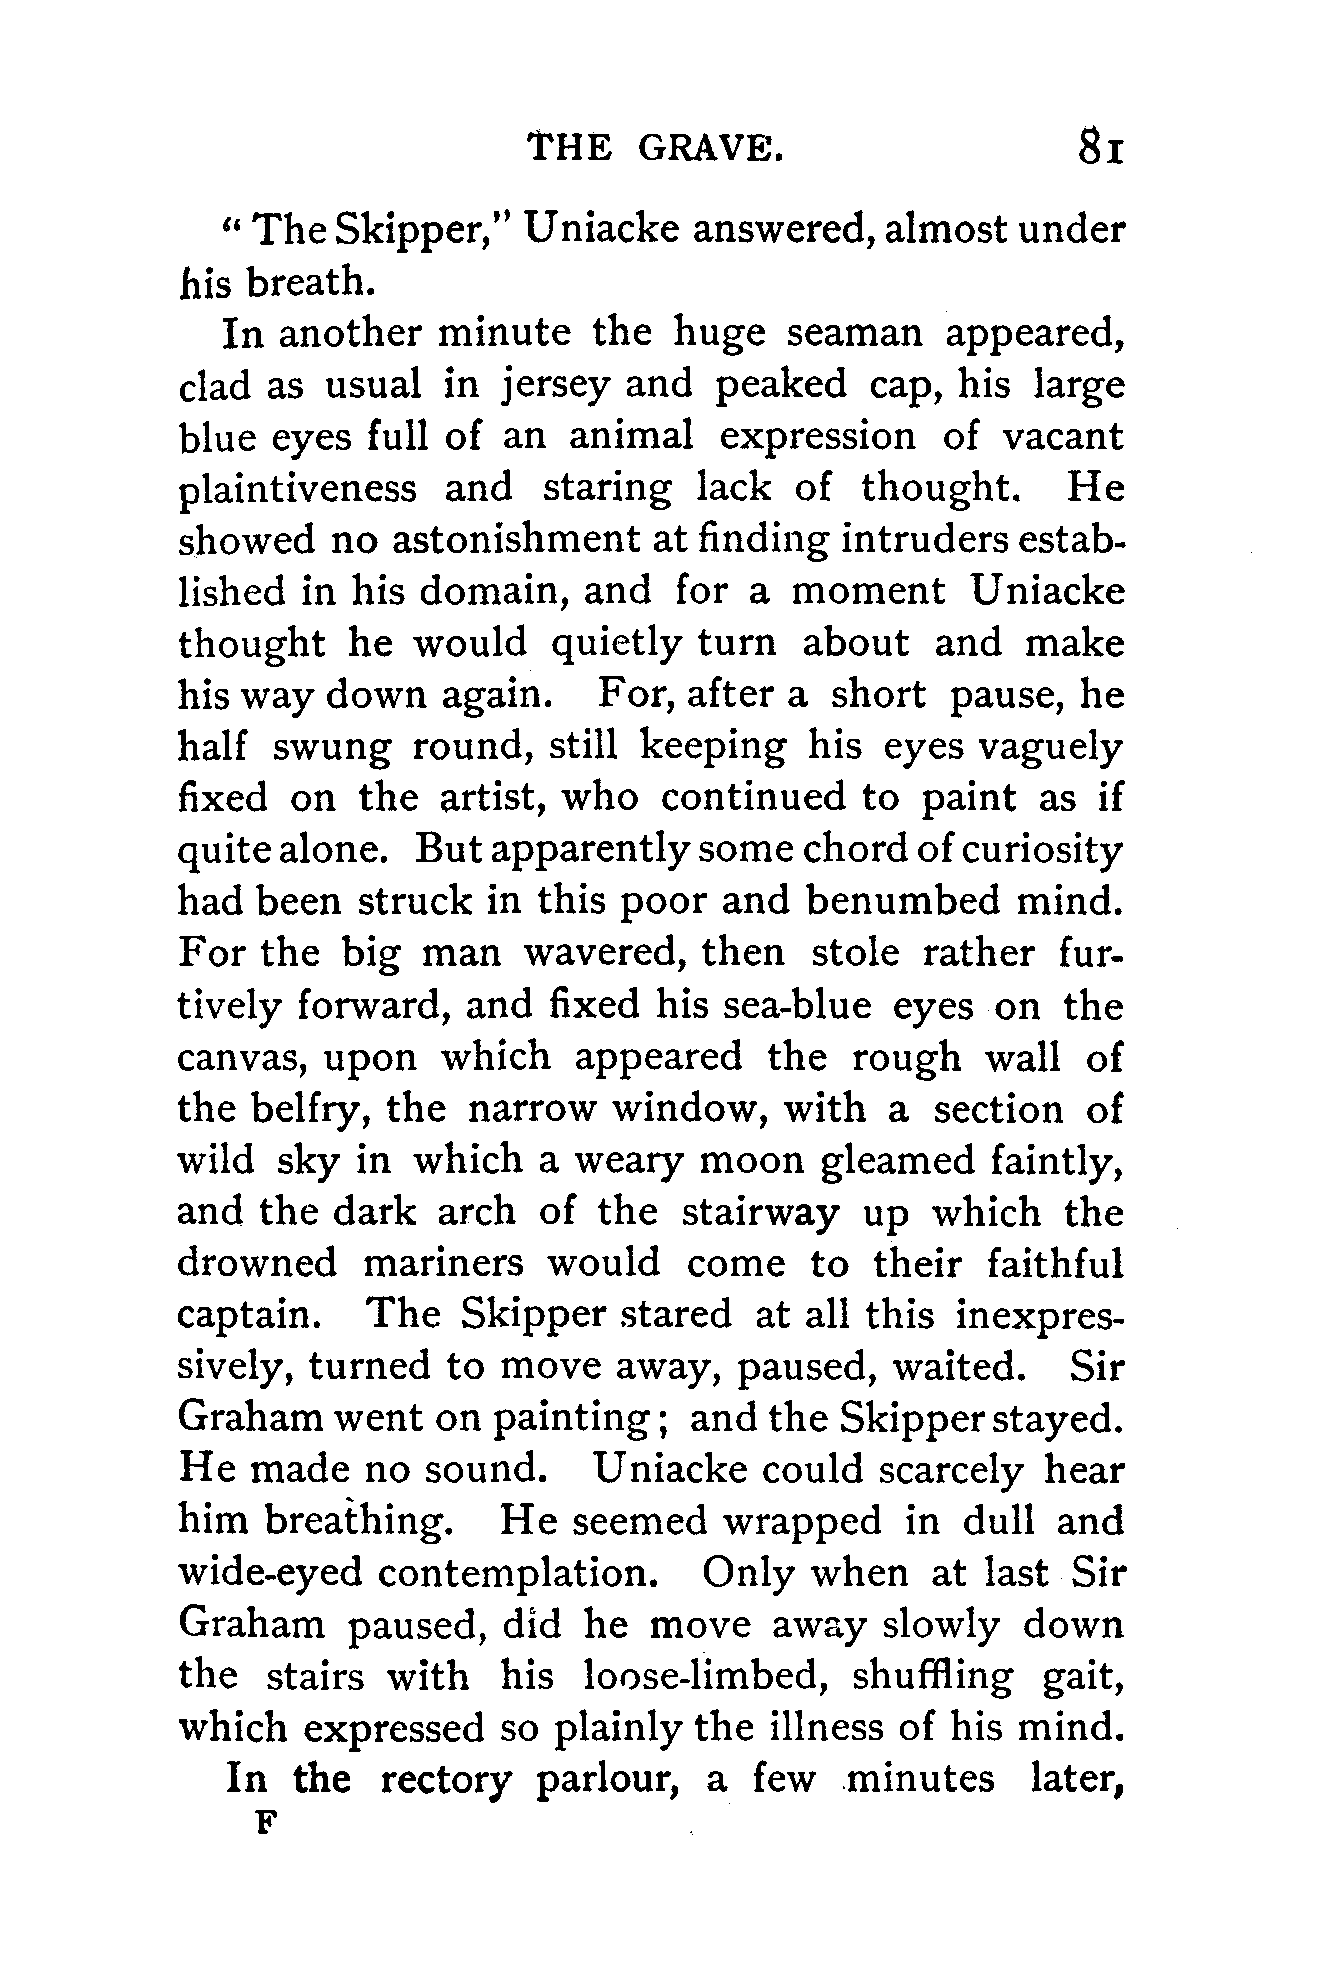 THE GRAVE. 81
“ The Skipper,” Uniacke answered, almost under
his breath.
In another minute the huge seaman appeared,
clad as usual in jersey and peaked cap, his large
blue eyes full of an animal expression of vacant
plaintiveness and staring lack of thought. He
showed no astonishment at finding intruders estab-
lished in his domain, and for a moment Uniacke
thought he would quietly turn about and make
his way down again. For, after a short pause, he
half swung round, still keeping his eyes vaguely
fixed on the artist, who continued to paint as if
quite alone. But apparently some chord of curiosity
had been struck in this poor and benumbed mind.
For the big man wavered, then stole rather fur-
tively forward, and fixed his sea-blue eyes on the
canvas, upon which appeared the rough wall of
the belfry, the narrow window, with a section of
wild sky in which a weary moon gleamed faintly,
and the dark arch of the stairway up which the
drowned mariners would come to their faithful
captain. The Skipper stared at all this inexpres-
sively, turned to move away, paused, waited. Sir
Graham went on painting ; and the Skipper stayed.
He made no sound. Uniacke could scarcely hear
him breathing. He seemed wrapped in dull and
wide-eyed contemplation. Only when at last Sir
Graham paused, did he move away slowly down
the stairs with his loose-limbed, shuffling gait,
which expressed so plainly the illness of his mind.
In the rectory parlour, a few minutes later,
F